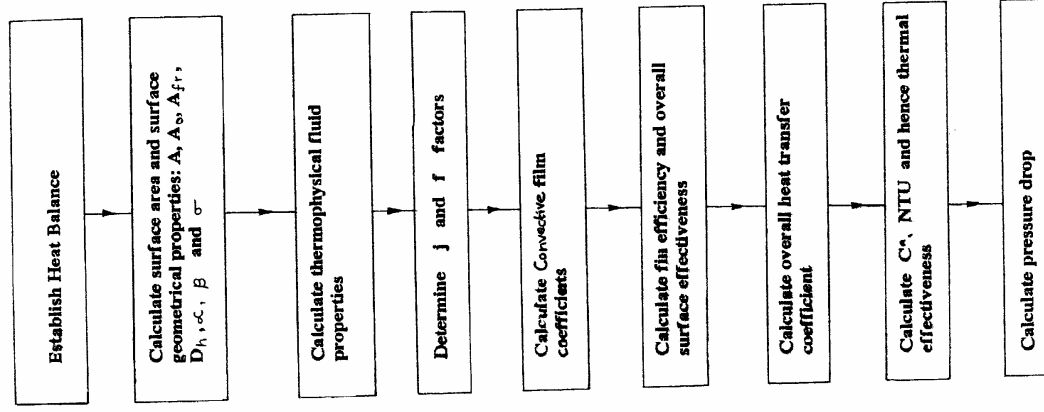 Establish Heat Balance
Calculate surface area and surface
geometrical properties: A, A₀, A_fr,
D_h, α, β and σ
Calculate thermophysical fluid
properties
Determine j and f factors
Calculate Convective film
coefficients
Calculate fin efficiency and overall
surface effectiveness
Calculate overall heat transfer
coefficient
Calculate C*, NTU and hence thermal
effectiveness
Calculate pressure drop